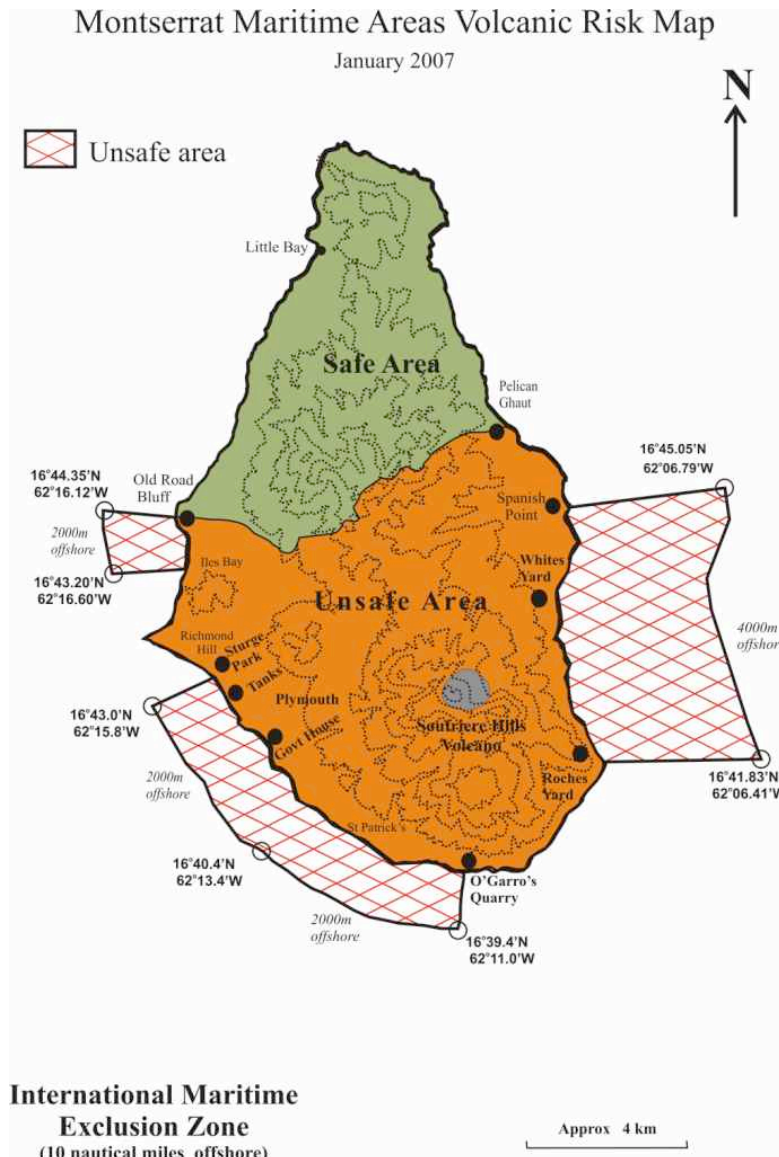 Montserrat Maritime Areas Volcanic Risk Map
January 2007
N
Unsafe area
Little Bay
Safe Area
Pelican
Ghaut
16°45.05'N
62°06.79'W
16°44.35'N
62°16.12'W
Old Road
Bluff
Spanish
Point
2000m
offshore
Iles Bay
Whites
Yard
16°43.20'N
62°16.60'W
Unsafe Area
4000m
offshore
Richmond
Hill
Sturge
Park
Tanks
Plymouth
16°43.0'N
62°15.8'W
Soufriere Hills
Volcano
Govt House
2000m
offshore
Roches
Yard
16°41.83'N
62°06.41'W
St Patrick's
16°40.4'N
62°13.4'W
O'Garro's
Quarry
2000m
offshore
16°39.4'N
62°11.0'W
International Maritime
Exclusion Zone
(10 nautical miles offshore)
Approx 4 km